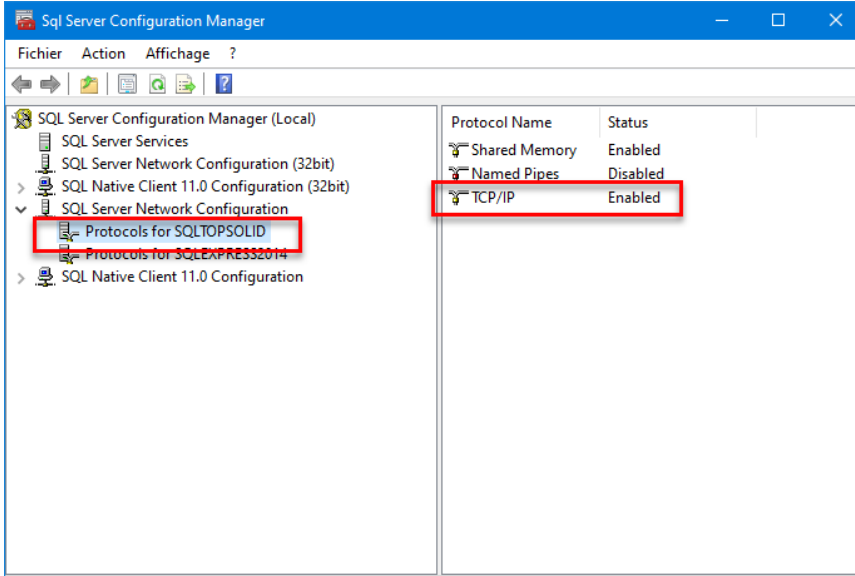 Sql Server Configuration Manager
Fichier Action Affichage ?
SQL Server Configuration Manager (Local)
SQL Server Services
SQL Server Network Configuration (32bit)
SQL Native Client 11.0 Configuration (32bit)
SQL Server Network Configuration
Protocols for SQLTOPSOLID
Protocols for SQLEXPRESS2014
SQL Native Client 11.0 Configuration
Protocol Name Status
Shared Memory Enabled
Named Pipes Disabled
TCP/IP Enabled